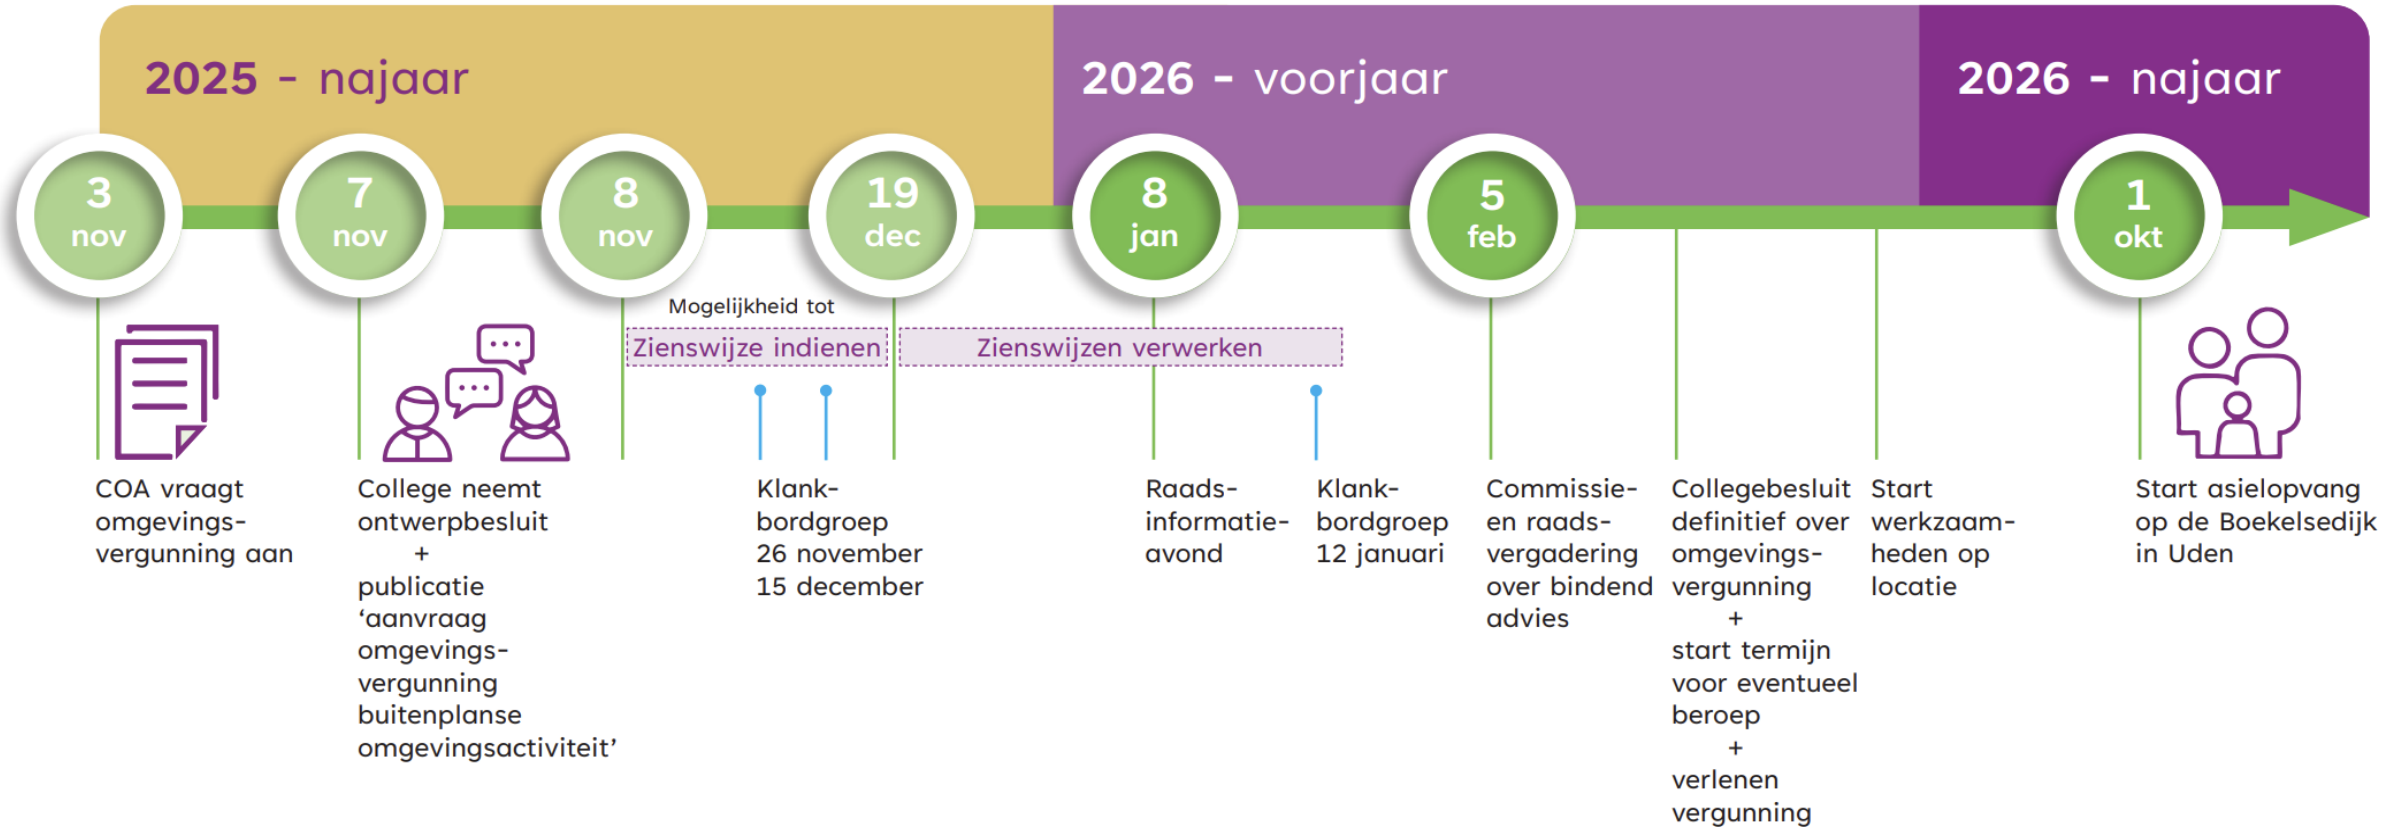 2025 - najaar
2026 - voorjaar
2026 - najaar
3
nov
7
nov
8
nov
19
dec
8
jan
5
feb
1
okt
Mogelijkheid tot
Zienswijze indienen
Zienswijzen verwerken
COA vraagt
omgevings-
vergunning aan
College neemt
ontwerpbesluit
+
publicatie
‘aanvraag
omgevings-
vergunning
buitenplanse
omgevingsactiviteit’
Klank-
bordgroep
26 november
15 december
Raads-
informatie-
avond
Klank-
bordgroep
12 januari
Commissie-
en raads-
vergadering
over bindend
advies
Collegebesluit
definitief over
omgevings-
vergunning
+
start termijn
voor eventueel
beroep
+
verlenen
vergunning
Start
werkzaam-
heden op
locatie
Start asielopvang
op de Boekelsedijk
in Uden